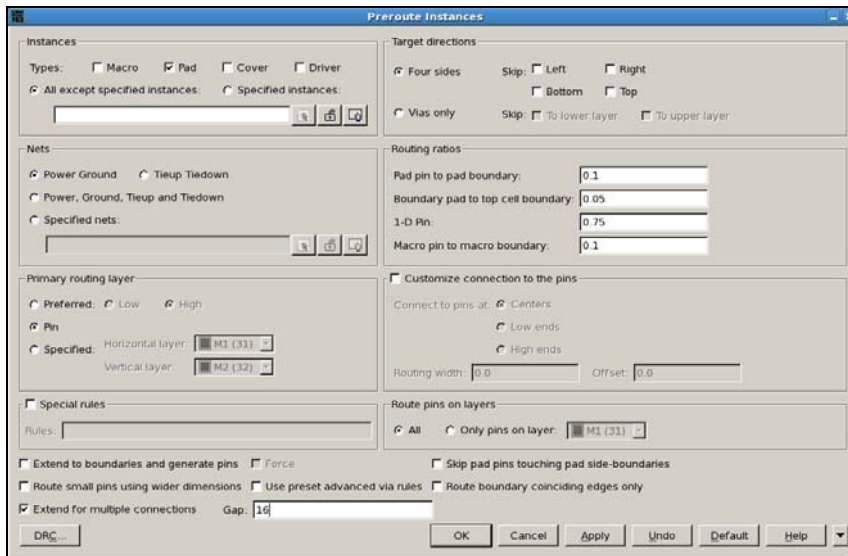 Preroute Instances
Instances
Types: Macro Pad Cover Driver
All except specified instances: Specified instances:
Nets
Power Ground Tieup Tiedown
Power, Ground, Tieup and Tiedown
Specified nets:
Primary routing layer
Preferred: Low High
Pin
Specified: Horizontal layer: M1 (31)
Vertical layer: M2 (32)
Special rules
Rules:
Target directions
Four sides Skip: Left Right
Bottom Top
Vias only Skip: To lower layer To upper layer
Routing ratios
Pad pin to pad boundary: 0.1
Boundary pad to top cell boundary: 0.05
1-D Pin: 0.75
Macro pin to macro boundary: 0.1
Customize connection to the pins
Connect to pins at: Centers
Low ends
High ends
Routing width: 0.0 Offset: 0.0
Route pins on layers
All Only pins on layer: M1 (31)
Extend to boundaries and generate pins Force Skip pad pins touching pad side-boundaries
Route small pins using wider dimensions Use preset advanced via rules Route boundary coinciding edges only
Extend for multiple connections Gap: 16
DRC... OK Cancel Apply Undo Default Help